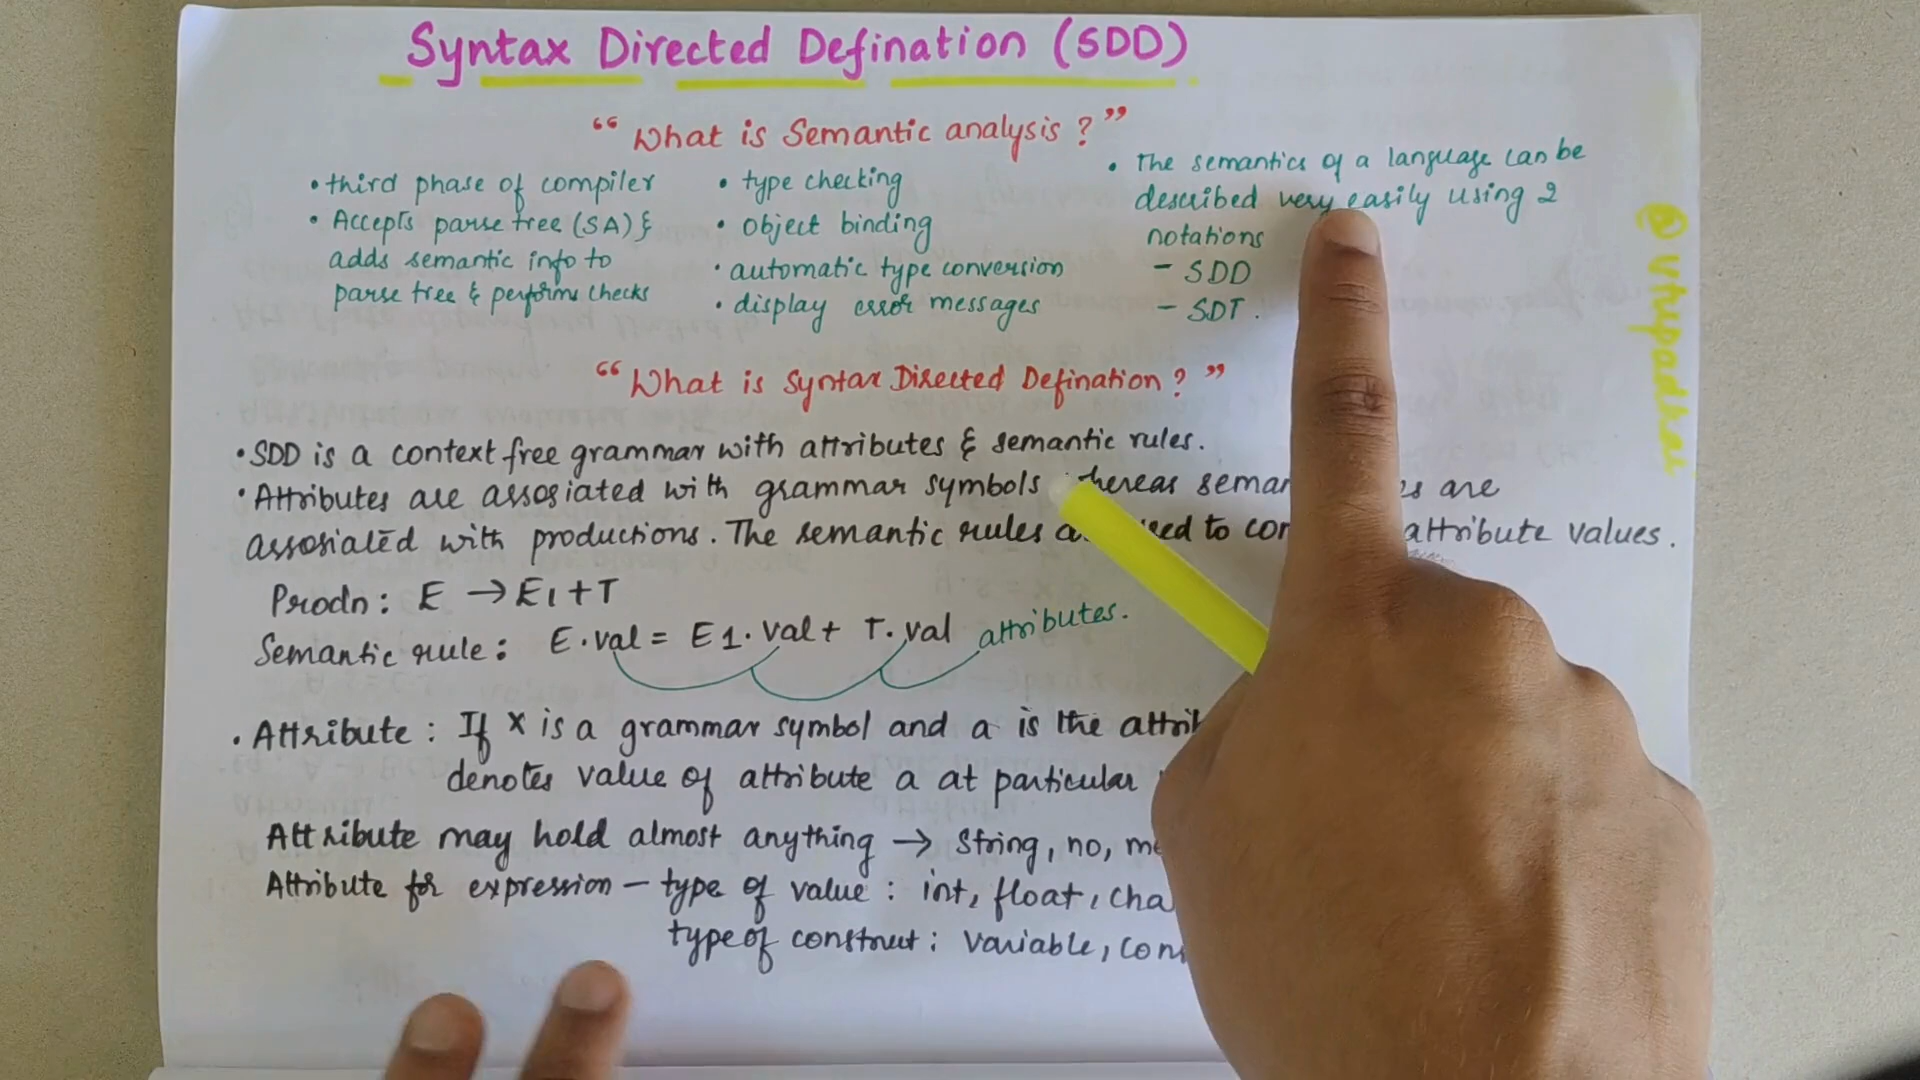 Syntax Directed Defination (SDD)
“What is Semantic analysis?”
• third phase of compiler
• Accepts parse tree (SA) &
adds semantic info to
parse tree & performs checks
• type checking
• object binding
• automatic type conversion
• display error messages
• The semantics of a language can be
described very easily using 2
notations
- SDD
- SDT.
“What is Syntax Directed Defination?”
• SDD is a context free grammar with attributes & semantic rules.
• Attributes are assosiated with grammar symbols whereas are
assosiated with productions. The semantic rules to attribute values.
Prodn: E → E1 + T
Semantic rule: E.val = E1.val + T.val attributes.
• Attribute: If X is a grammar symbol and a is the
denotes value of attribute a at particular
Attribute may hold almost anything → string, no,
Attribute for expression - type of value: int, float,
type of construct: variable,
@Vthpadhai